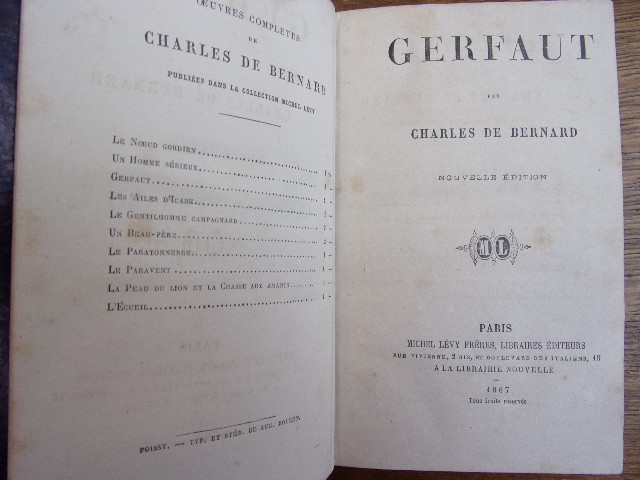 ŒUVRES COMPLÈTES
DE
CHARLES DE BERNARD
PUBLIÉES DANS LA COLLECTION MICHEL LÉVY
LE NŒUD GORDIEN
UN HOMME SÉRIEUX
GERFAUT
LES AILES D'ICARE
LE GENTILHOMME CAMPAGNARD
UN BEAU-PÈRE
LE PARATONNERRE
LE PARAVENT
LA PEAU DU LION ET LA CHASSE AUX AMANTS
L'ÉCUEIL
POISSY. — TYP. ET STÉR. DE AUG. BOURET.
GERFAUT
PAR
CHARLES DE BERNARD
NOUVELLE ÉDITION
ML
PARIS
MICHEL LÉVY FRÈRES, LIBRAIRES ÉDITEURS
RUE VIVIENNE, 2 BIS, ET BOULEVARD DES ITALIENS, 15
A LA LIBRAIRIE NOUVELLE
1867
Tous droits réservés